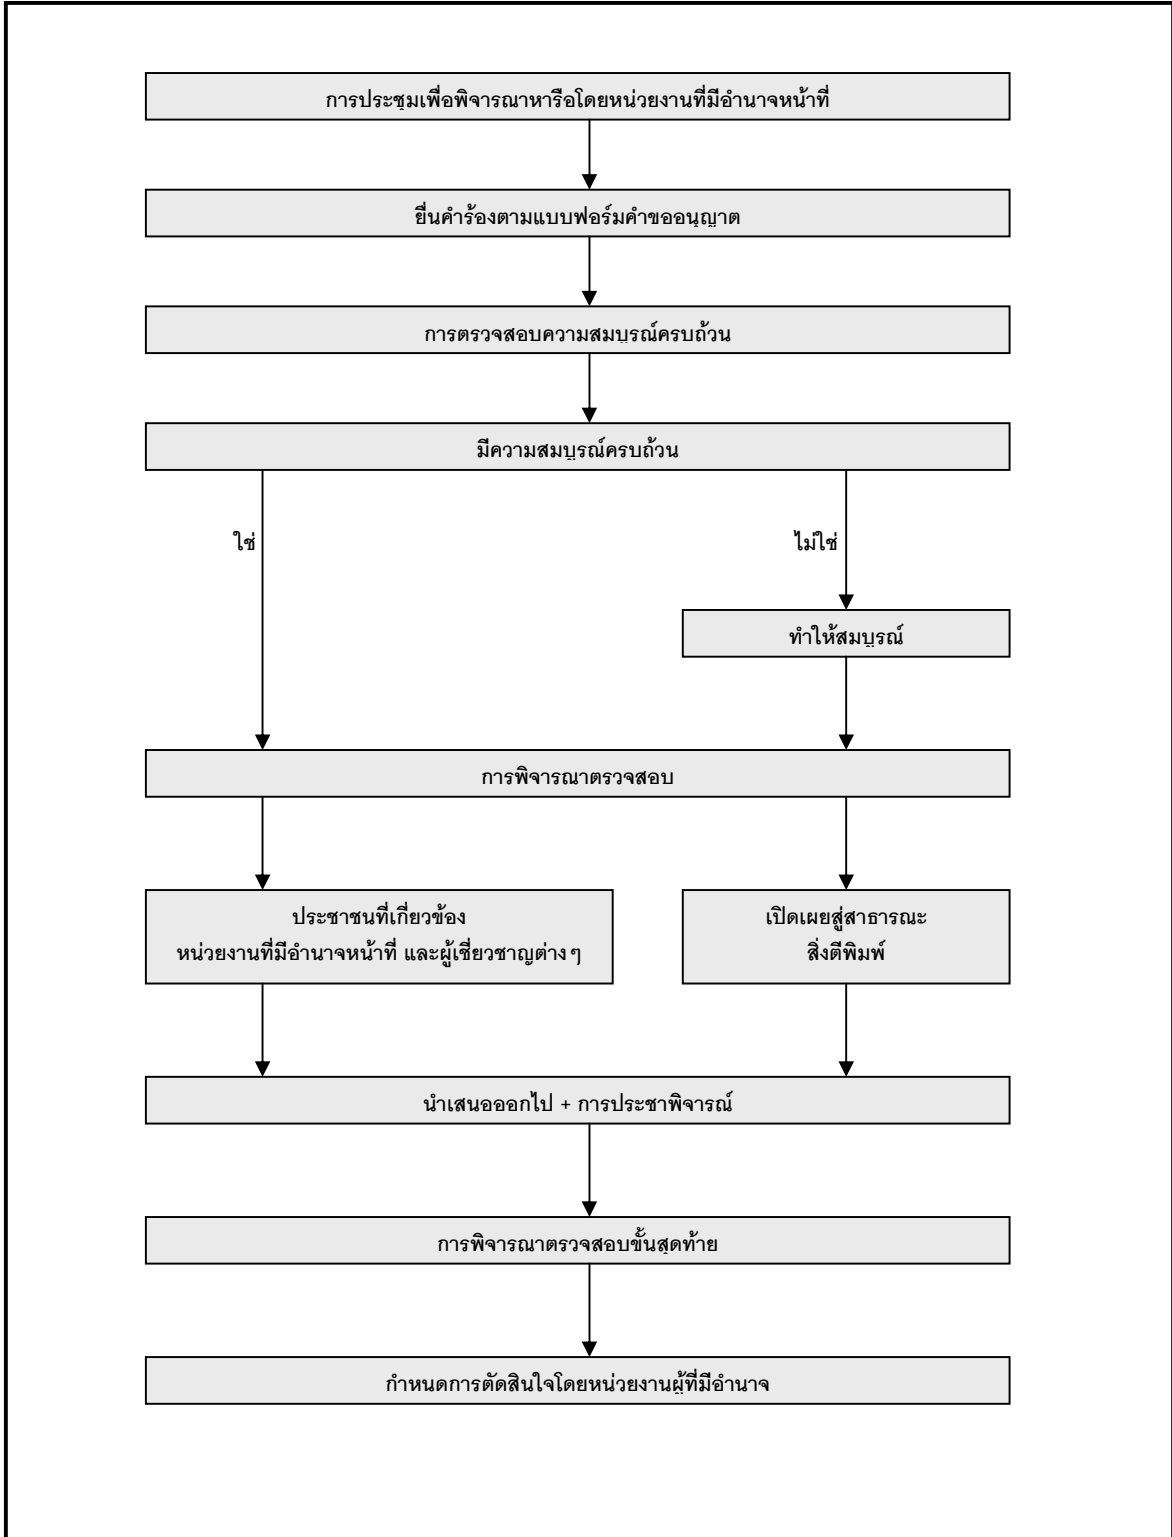 การประชุมเพื่อพิจารณาหารือโดยหน่วยงานที่มีอำนาจหน้าที่
ยื่นคำร้องตามแบบฟอร์มคำขออนุญาต
การตรวจสอบความสมบูรณ์ครบถ้วน
มีความสมบูรณ์ครบถ้วน
ใช่
ไม่ใช่
ทำให้สมบูรณ์
การพิจารณาตรวจสอบ
ประชาชนที่เกี่ยวข้อง
หน่วยงานที่มีอำนาจหน้าที่ และผู้เชี่ยวชาญต่างๆ
เปิดเผยสู่สาธารณะ
สิ่งตีพิมพ์
นำเสนอออกไป + การประชาพิจารณ์
การพิจารณาตรวจสอบขั้นสุดท้าย
กำหนดการตัดสินใจโดยหน่วยงานผู้ที่มีอำนาจ